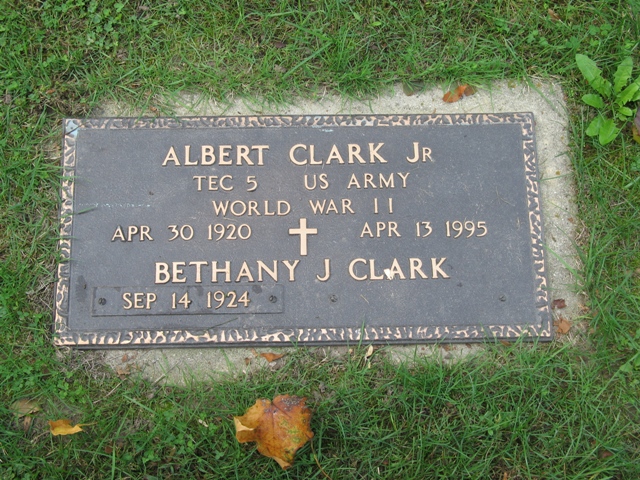 ALBERT CLARK JR
TEC 5 US ARMY
WORLD WAR II
APR 30 1920 APR 13 1995
BETHANY J CLARK
SEP 14 1924